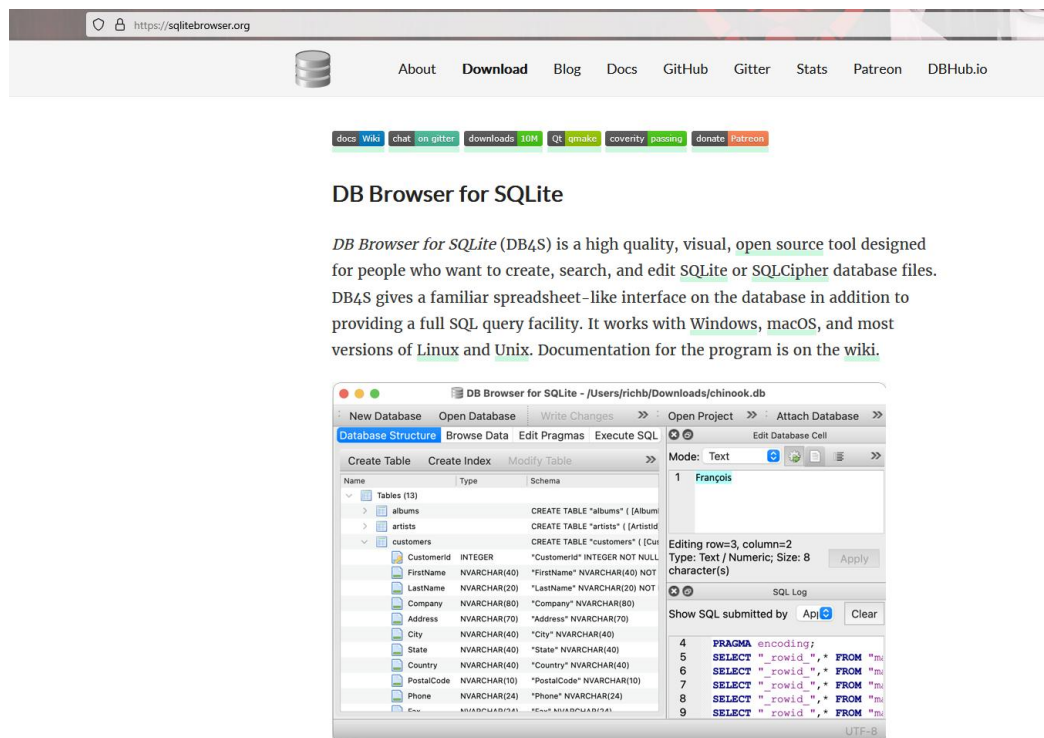 https://sqlitebrowser.org
About Download Blog Docs GitHub Gitter Stats Patreon DBHub.io
docs Wiki chat on gitter downloads 10M Qt qmake coverity passing donate Patreon
DB Browser for SQLite
DB Browser for SQLite (DB4S) is a high quality, visual, open source tool designed
for people who want to create, search, and edit SQLite or SQLCipher database files.
DB4S gives a familiar spreadsheet-like interface on the database in addition to
providing a full SQL query facility. It works with Windows, macOS, and most
versions of Linux and Unix. Documentation for the program is on the wiki.
DB Browser for SQLite - /Users/richb/Downloads/chinook.db
New Database Open Database Write Changes » Open Project » Attach Database »
Database Structure Browse Data Edit Pragmas Execute SQL
Create Table Create Index Modify Table »
Name Type Schema
Tables (13)
albums CREATE TABLE "albums" ( [Album
artists CREATE TABLE "artists" ( [ArtistId
customers CREATE TABLE "customers" ( [Cus
CustomerId INTEGER "CustomerId" INTEGER NOT NULL
FirstName NVARCHAR(40) "FirstName" NVARCHAR(40) NOT
LastName NVARCHAR(20) "LastName" NVARCHAR(20) NOT
Company NVARCHAR(80) "Company" NVARCHAR(80)
Address NVARCHAR(70) "Address" NVARCHAR(70)
City NVARCHAR(40) "City" NVARCHAR(40)
State NVARCHAR(40) "State" NVARCHAR(40)
Country NVARCHAR(40) "Country" NVARCHAR(40)
PostalCode NVARCHAR(10) "PostalCode" NVARCHAR(10)
Phone NVARCHAR(24) "Phone" NVARCHAR(24)
Fax NVARCHAR(24) "Fax" NVARCHAR(24)
Edit Database Cell
Mode: Text »
1 François
Editing row=3, column=2
Type: Text / Numeric; Size: 8
character(s)
Apply
SQL Log
Show SQL submitted by Clear
4 PRAGMA encoding;
5 SELECT "_rowid_",* FROM "ma
6 SELECT "_rowid_",* FROM "ma
7 SELECT "_rowid_",* FROM "ma
8 SELECT "_rowid_",* FROM "ma
9 SELECT "_rowid_",* FROM "ma
UTF-8